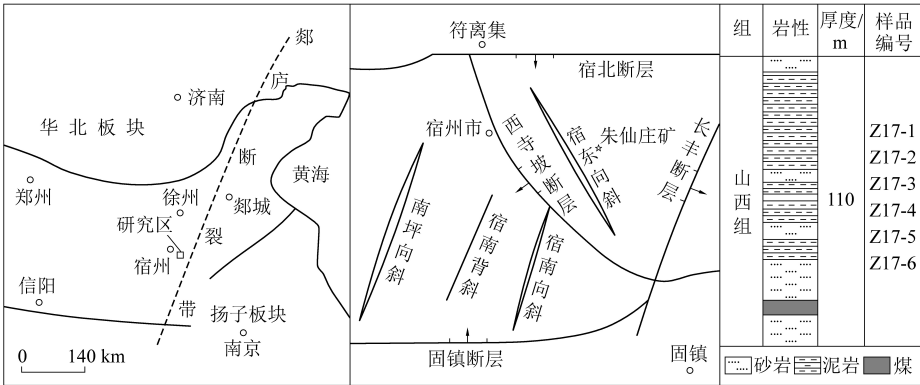 郯
庐
断
裂
带
济南
华北板块
黄海
郑州
徐州
郯城
研究区
宿州
信阳
扬子板块
南京
0 140 km
符离集
宿北断层
宿州市
西寺坡断层
宿东向斜
朱仙庄矿
长丰断层
南坪向斜
宿南背斜
宿南向斜
固镇断层
固镇
组 岩性 厚度/m 样品编号
山西组
110
Z17-1
Z17-2
Z17-3
Z17-4
Z17-5
Z17-6
砂岩 泥岩 煤